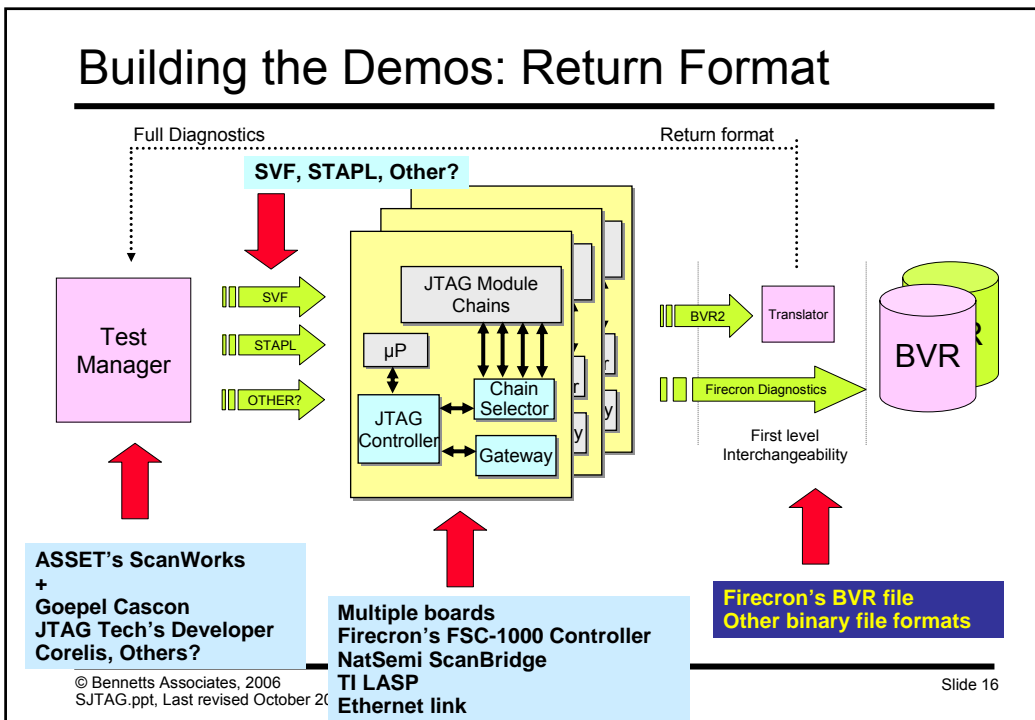 Building the Demos: Return Format
Full Diagnostics
Return format
SVF, STAPL, Other?
Test
Manager
SVF
STAPL
OTHER?
JTAG Module
Chains
µP
JTAG
Controller
Chain
Selector
Gateway
r
y
BVR2
Translator
Firecron Diagnostics
First level
Interchangeability
BVR
R
ASSET's ScanWorks
+
Goepel Cascon
JTAG Tech's Developer
Corelis, Others?
Multiple boards
Firecron's FSC-1000 Controller
NatSemi ScanBridge
TI LASP
Ethernet link
Firecron's BVR file
Other binary file formats
© Bennetts Associates, 2006
SJTAG.ppt, Last revised October 20
Slide 16